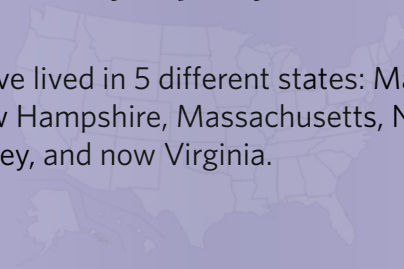 ve lived in 5 different states: Ma
w Hampshire, Massachusetts, N
ey, and now Virginia.